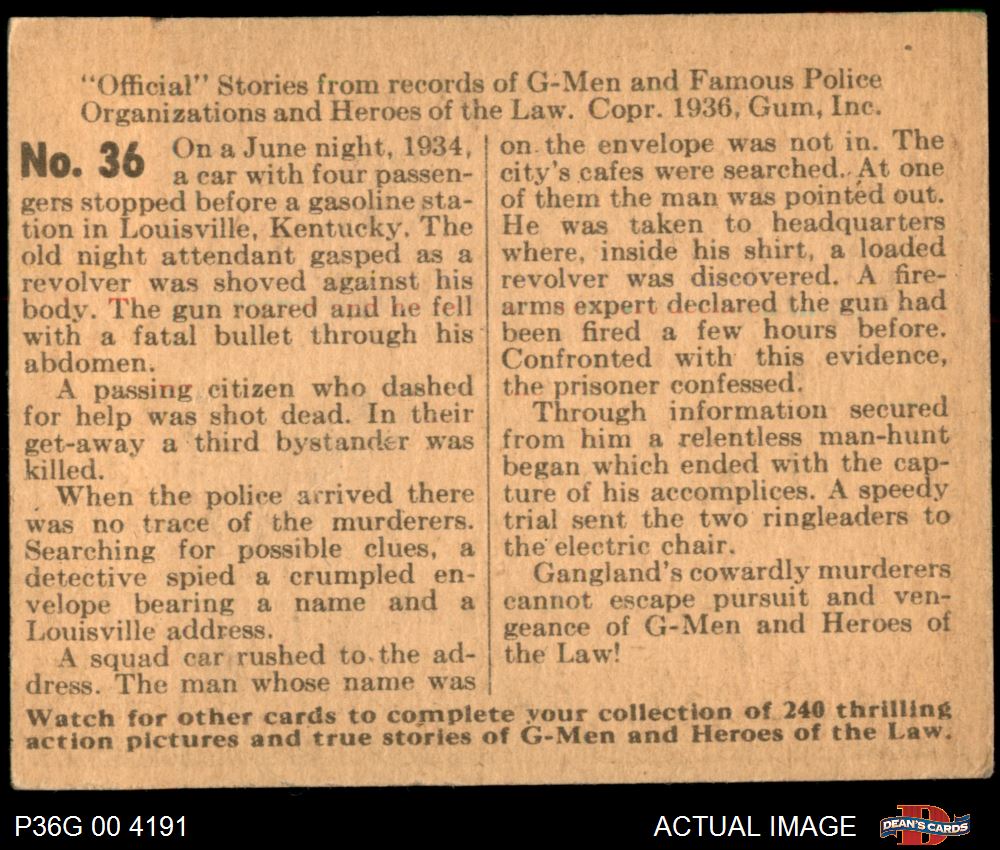 "Official" Stories from records of G-Men and Famous Police
Organizations and Heroes of the Law. Copr. 1936, Gum, Inc.
No. 36 On a June night, 1934,
a car with four passen-
gers stopped before a gasoline sta-
tion in Louisville, Kentucky. The
old night attendant gasped as a
revolver was shoved against his
body. The gun roared and he fell
with a fatal bullet through his
abdomen.
A passing citizen who dashed
for help was shot dead. In their
get-away a third bystander was
killed.
When the police arrived there
was no trace of the murderers.
Searching for possible clues, a
detective spied a crumpled en-
velope bearing a name and a
Louisville address.
A squad car rushed to the ad-
dress. The man whose name was
on the envelope was not in. The
city's cafes were searched. At one
of them the man was pointed out.
He was taken to headquarters
where, inside his shirt, a loaded
revolver was discovered. A fire-
arms expert declared the gun had
been fired a few hours before.
Confronted with this evidence,
the prisoner confessed.
Through information secured
from him a relentless man-hunt
began which ended with the cap-
ture of his accomplices. A speedy
trial sent the two ringleaders to
the electric chair.
Gangland's cowardly murderers
cannot escape pursuit and ven-
geance of G-Men and Heroes of
the Law!
Watch for other cards to complete your collection of 240 thrilling
action pictures and true stories of G-Men and Heroes of the Law.
P36G 00 4191
ACTUAL IMAGE
D
DEAN'S CARDS